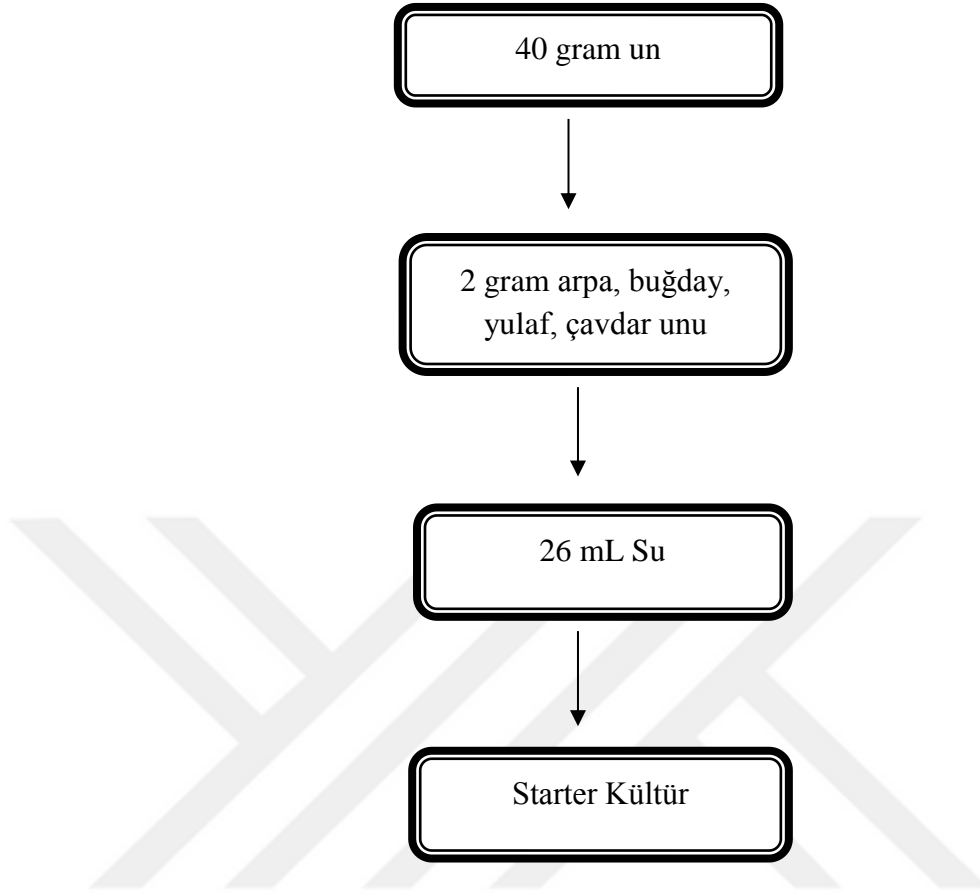 40 gram un
2 gram arpa, buğday,
yulaf, çavdar unu
26 mL Su
Starter Kültür